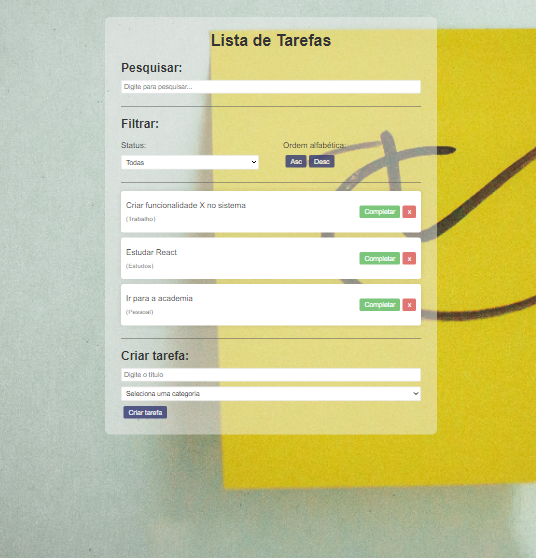 Lista de Tarefas
Pesquisar:
Digite para pesquisar...
Filtrar:
Status:
Ordem alfabética:
Todas
Asc Desc
Criar funcionalidade X no sistema
(Trabalho)
Completar x
Estudar React
(Estudos)
Completar x
Ir para a academia
(Pessoal)
Completar x
Criar tarefa:
Digite o título
Seleciona uma categoria
Criar tarefa